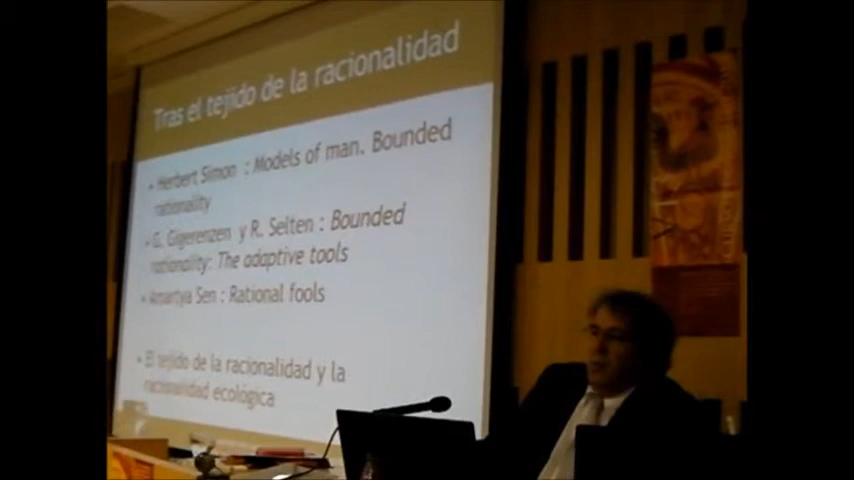 Tras el tejido de la racionalidad
Herbert Simon : Models of man. Bounded
rationality
G. Gigerenzen y R. Selten : Bounded
rationality: The adaptive tools
Amartya Sen : Rational fools
El tejido de la racionalidad y la
racionalidad ecológica